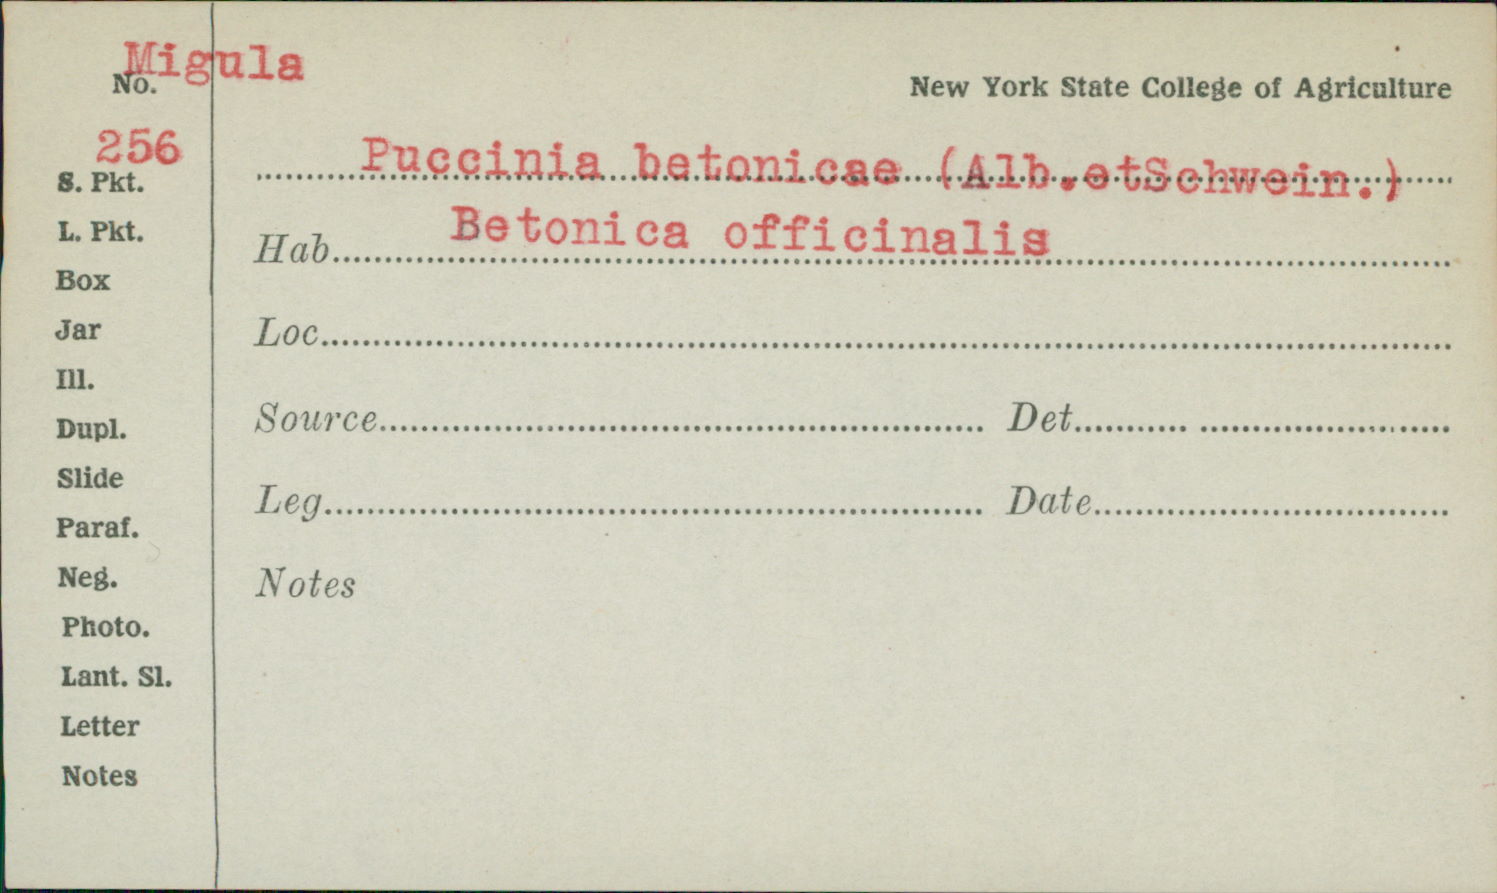 Migula
No.
New York State College of Agriculture
256
Puccinia betonicae (Alb.etSchwein.)
S. Pkt.
L. Pkt.
Hab. Betonica officinalis
Box
Jar
Loc.
Ill.
Dupl.
Source Det.
Slide
Leg. Date
Paraf.
Neg.
Notes
Photo.
Lant. Sl.
Letter
Notes